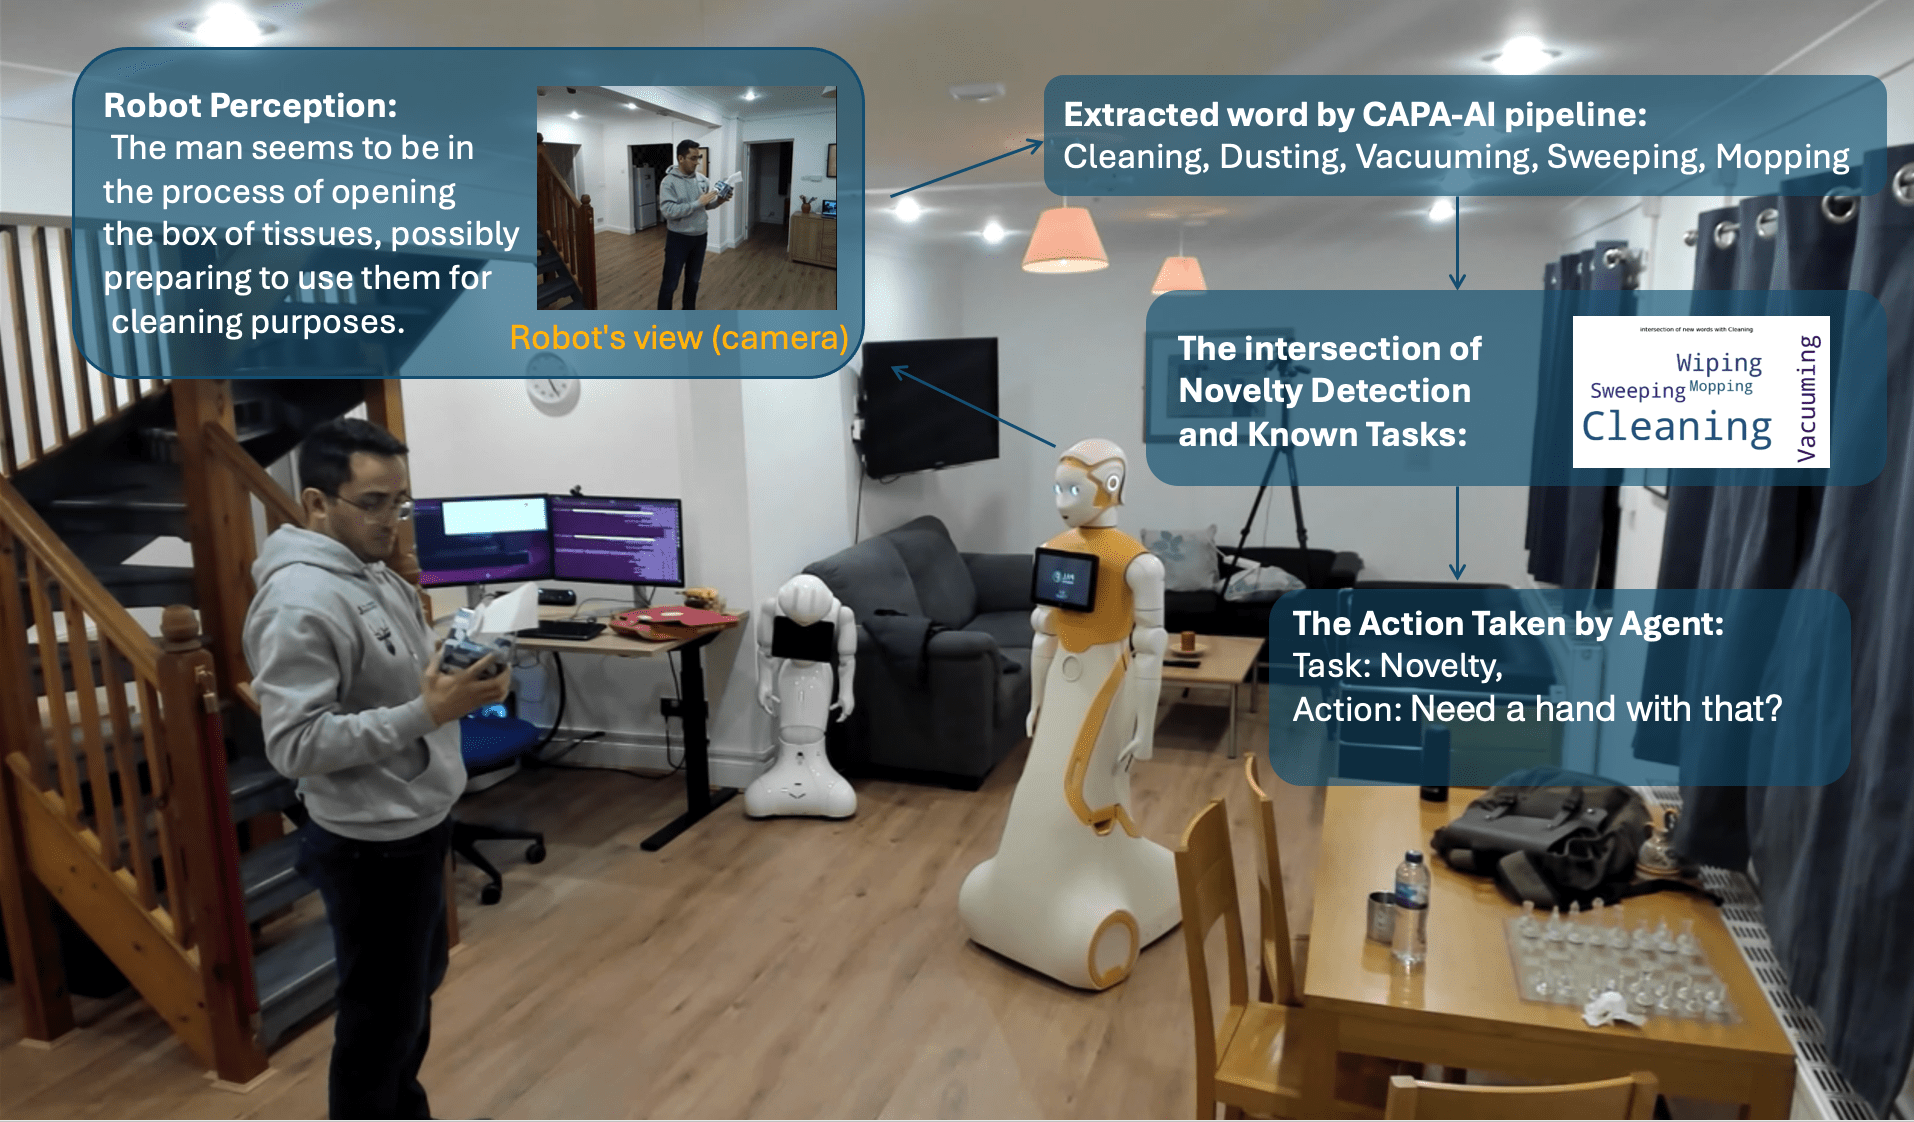 Robot Perception:
The man seems to be in
the process of opening
the box of tissues, possibly
preparing to use them for
cleaning purposes.
Robot's view (camera)
Extracted word by CAPA-AI pipeline:
Cleaning, Dusting, Vacuuming, Sweeping, Mopping
The intersection of
Novelty Detection
and Known Tasks:
intersection of new words with Cleaning
Wiping
Sweeping Mopping
Cleaning
Vacuuming
The Action Taken by Agent:
Task: Novelty,
Action: Need a hand with that?